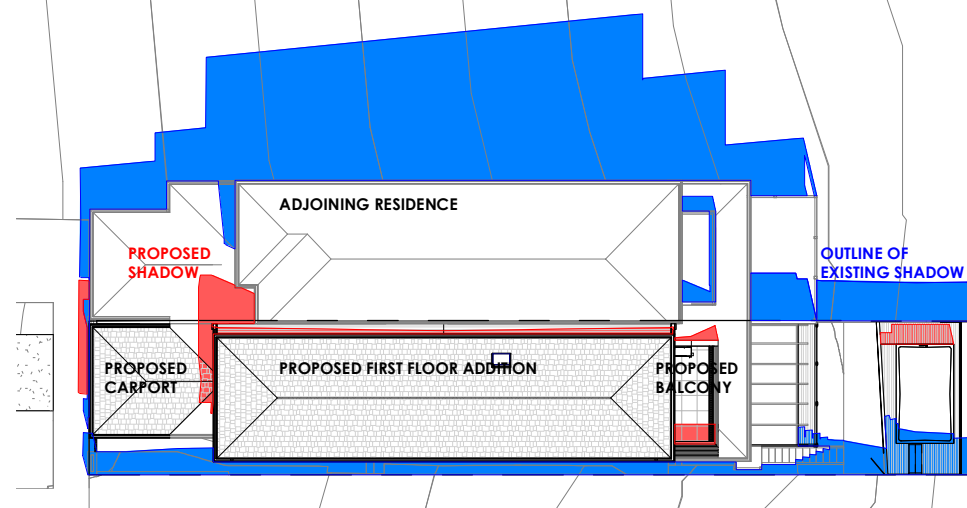 ADJOINING RESIDENCE
PROPOSED
SHADOW
OUTLINE OF
EXISTING SHADOW
PROPOSED
CARPORT
PROPOSED FIRST FLOOR ADDITION
PROPOSED
BALCONY